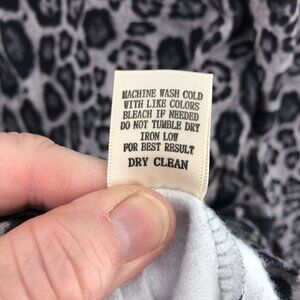 MACHINE WASH COLD
WITH LIKE COLORS
BLEACH IF NEEDED
DO NOT TUMBLE DRY
IRON LOW
FOR BEST RESULT
DRY CLEAN